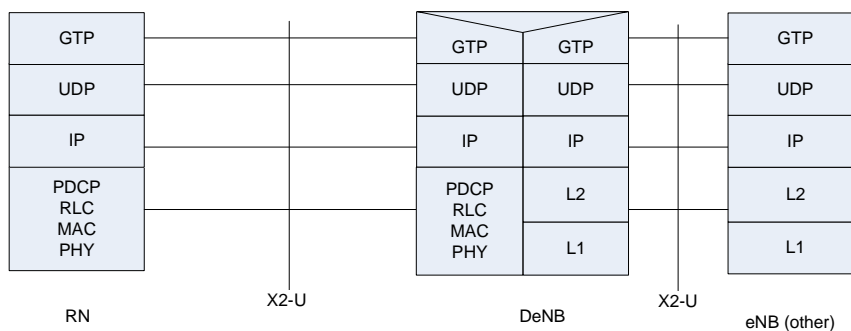 GTP
UDP
IP
PDCP
RLC
MAC
PHY
RN
X2-U
GTP
GTP
UDP
UDP
IP
IP
PDCP
RLC
MAC
PHY
L2
L1
DeNB
X2-U
GTP
UDP
IP
L2
L1
eNB (other)